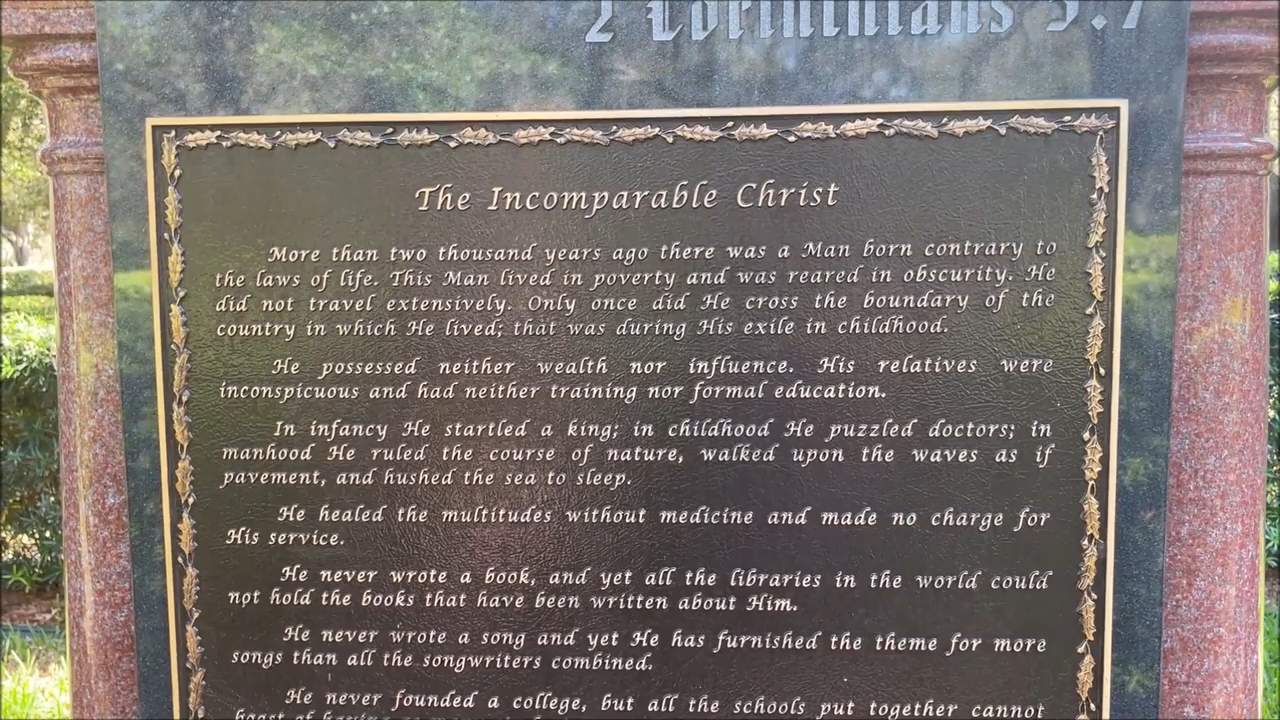 2 Corinthians 5:7
The Incomparable Christ
More than two thousand years ago there was a Man born contrary to
the laws of life. This Man lived in poverty and was reared in obscurity. He
did not travel extensively. Only once did He cross the boundary of the
country in which He lived; that was during His exile in childhood.
He possessed neither wealth nor influence. His relatives were
inconspicuous and had neither training nor formal education.
In infancy He startled a king; in childhood He puzzled doctors; in
manhood He ruled the course of nature, walked upon the waves as if
pavement, and hushed the sea to sleep.
He healed the multitudes without medicine and made no charge for
His service.
He never wrote a book, and yet all the libraries in the world could
not hold the books that have been written about Him.
He never wrote a song and yet He has furnished the theme for more
songs than all the songwriters combined.
He never founded a college, but all the schools put together cannot
boast of having